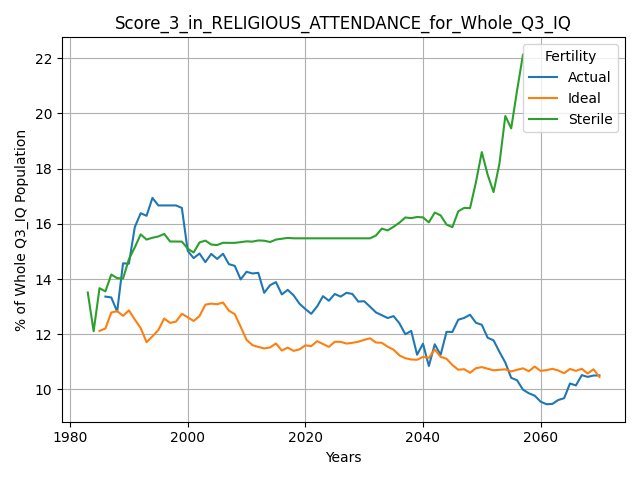 Score_3_in_RELIGIOUS_ATTENDANCE_for_Whole_Q3_IQ
Fertility
Actual
Ideal
Sterile
% of Whole Q3_IQ Population
22
20
18
16
14
12
10
1980
2000
2020
2040
2060
Years